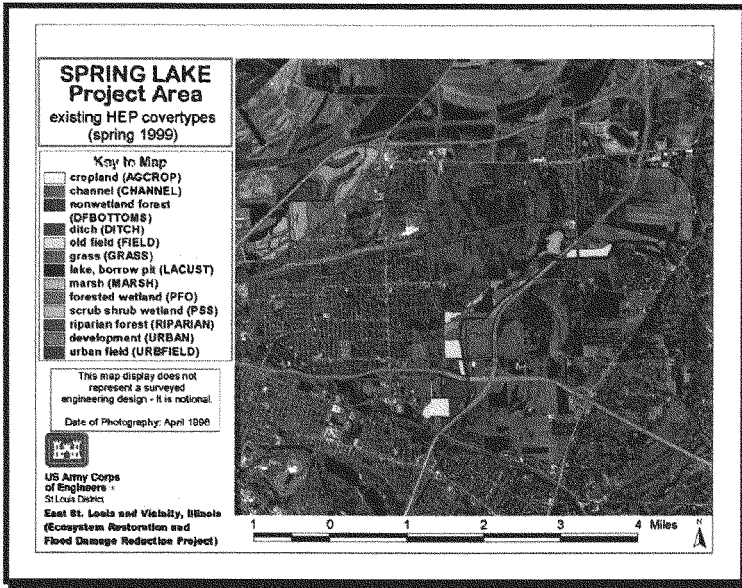 SPRING LAKE
Project Area
existing HEP covertypes
(spring 1999)
Key to Map
cropland (AGCROP)
channel (CHANNEL)
nonwetland forest
(DFBOTTOMS)
ditch (DITCH)
old field (FIELD)
grass (GRASS)
lake, borrow pit (LACUST)
marsh (MARSH)
forested wetland (PFO)
scrub shrub wetland (PSS)
riparian forest (RIPARIAN)
development (URBAN)
urban field (URBFIELD)
This map display does not
represent a surveyed
engineering design - it is notional.
Date of Photography: April 1998
US Army Corps
of Engineers
St Louis District
East St. Louis and Vicinity, Illinois
(Ecosystem Restoration and
Flood Damage Reduction Project)
1 0 1 2 3 4 Miles
N